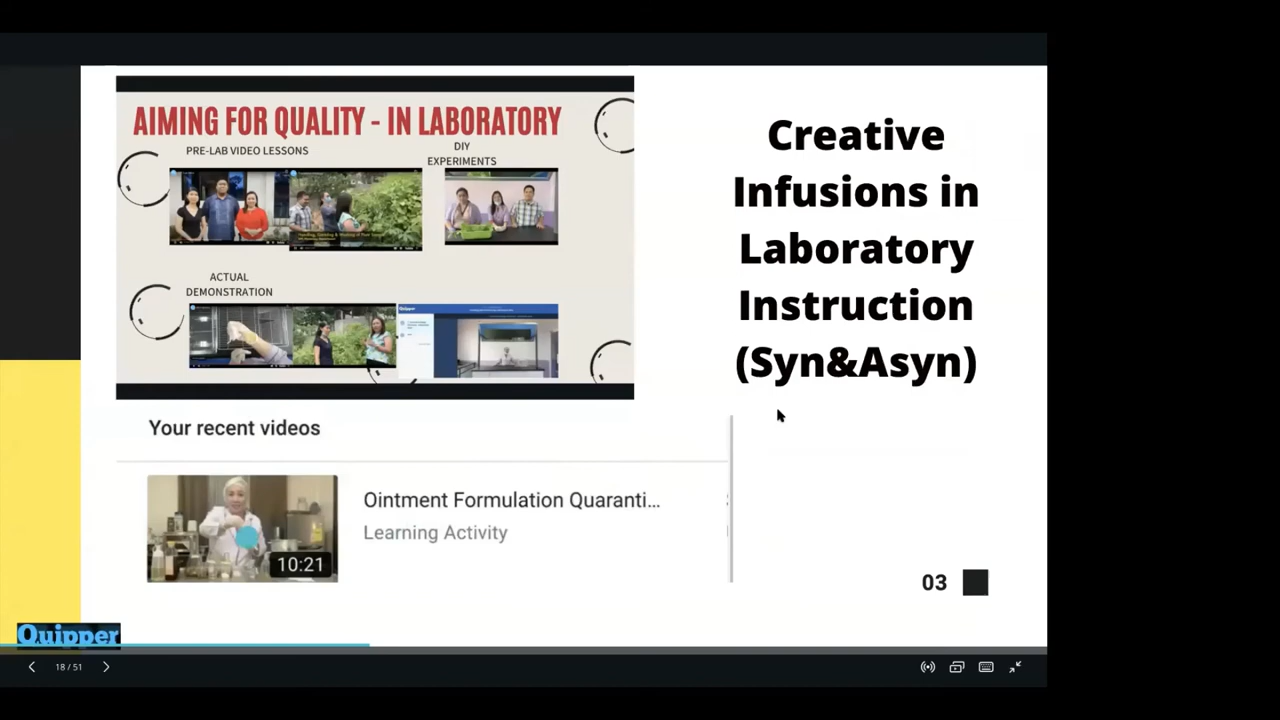 AIMING FOR QUALITY - IN LABORATORY
PRE-LAB VIDEO LESSONS
DIY
EXPERIMENTS
ACTUAL
DEMONSTRATION
Creative
Infusions in
Laboratory
Instruction
(Syn&Asyn)
Your recent videos
Ointment Formulation Quaranti...
Learning Activity
10:21
03
Quipper
18 / 51